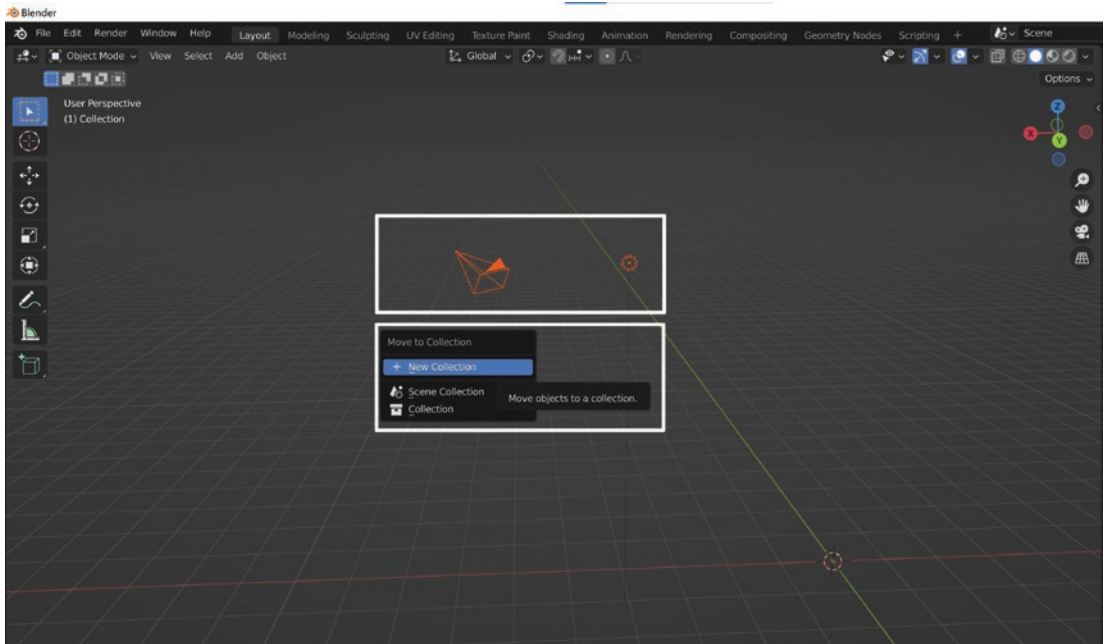 Blender
File Edit Render Window Help Layout Modeling Sculpting UV Editing Texture Paint Shading Animation Rendering Compositing Geometry Nodes Scripting + Scene
Object Mode View Select Add Object Global
Options
User Perspective
(1) Collection
Z
X
Y
Move to Collection
+ New Collection
Scene Collection
Move objects to a collection.
Collection